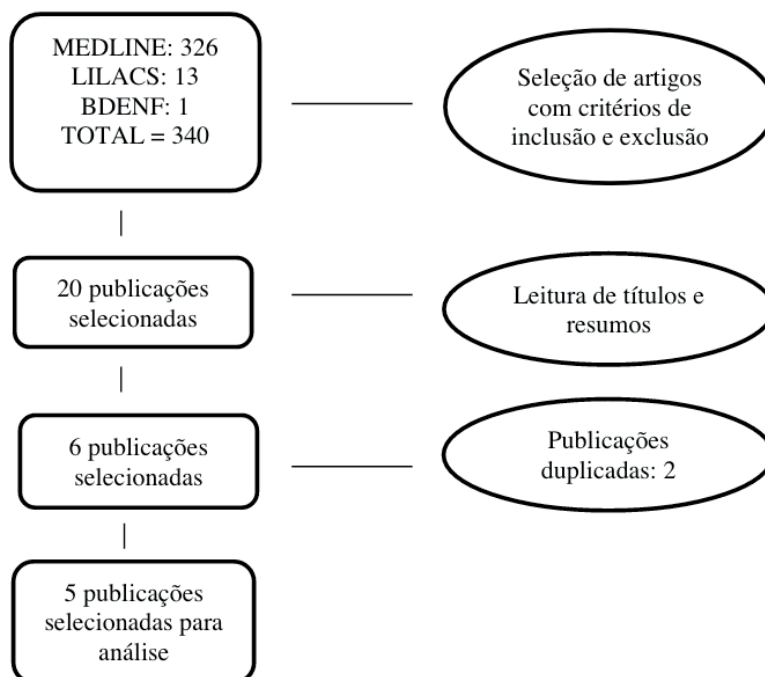 MEDLINE: 326
LILACS: 13
BDENF: 1
TOTAL = 340
Seleção de artigos
com critérios de
inclusão e exclusão
20 publicações
selecionadas
Leitura de títulos e
resumos
6 publicações
selecionadas
Publicações
duplicadas: 2
5 publicações
selecionadas para
análise